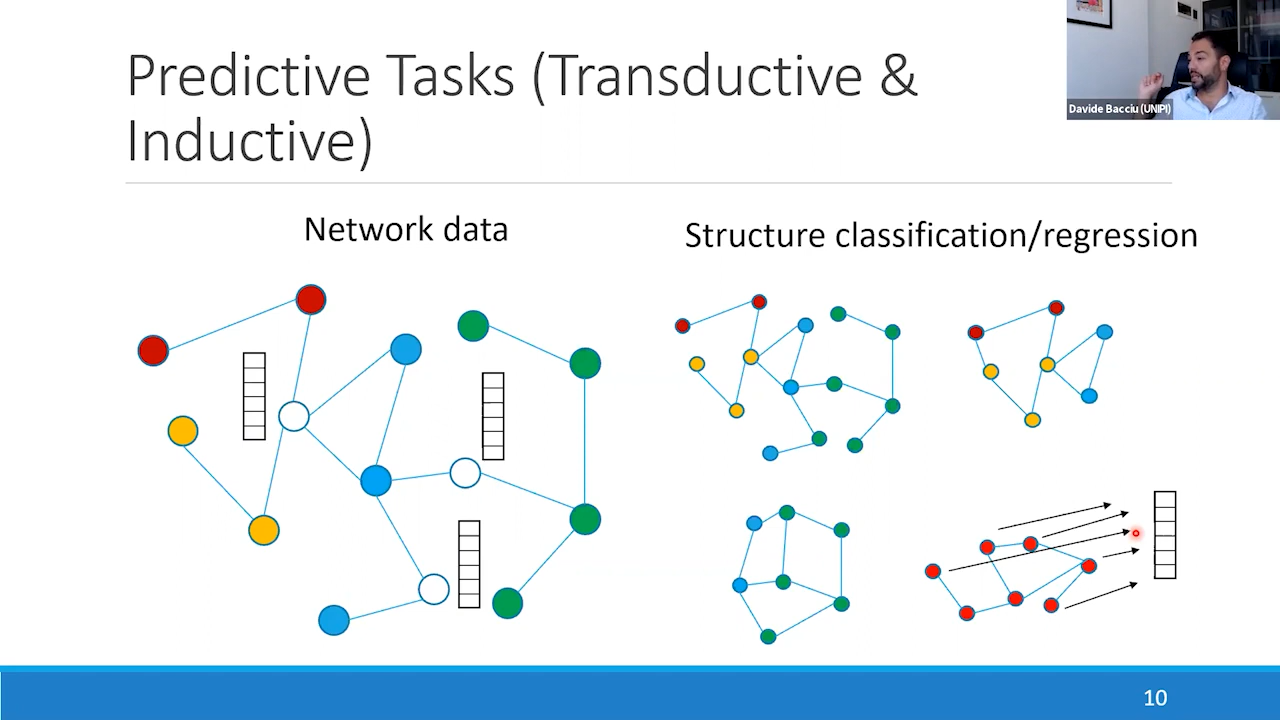 Predictive Tasks (Transductive &
Inductive)
Davide Bacciu (UNIPI)
Network data
Structure classification/regression
10